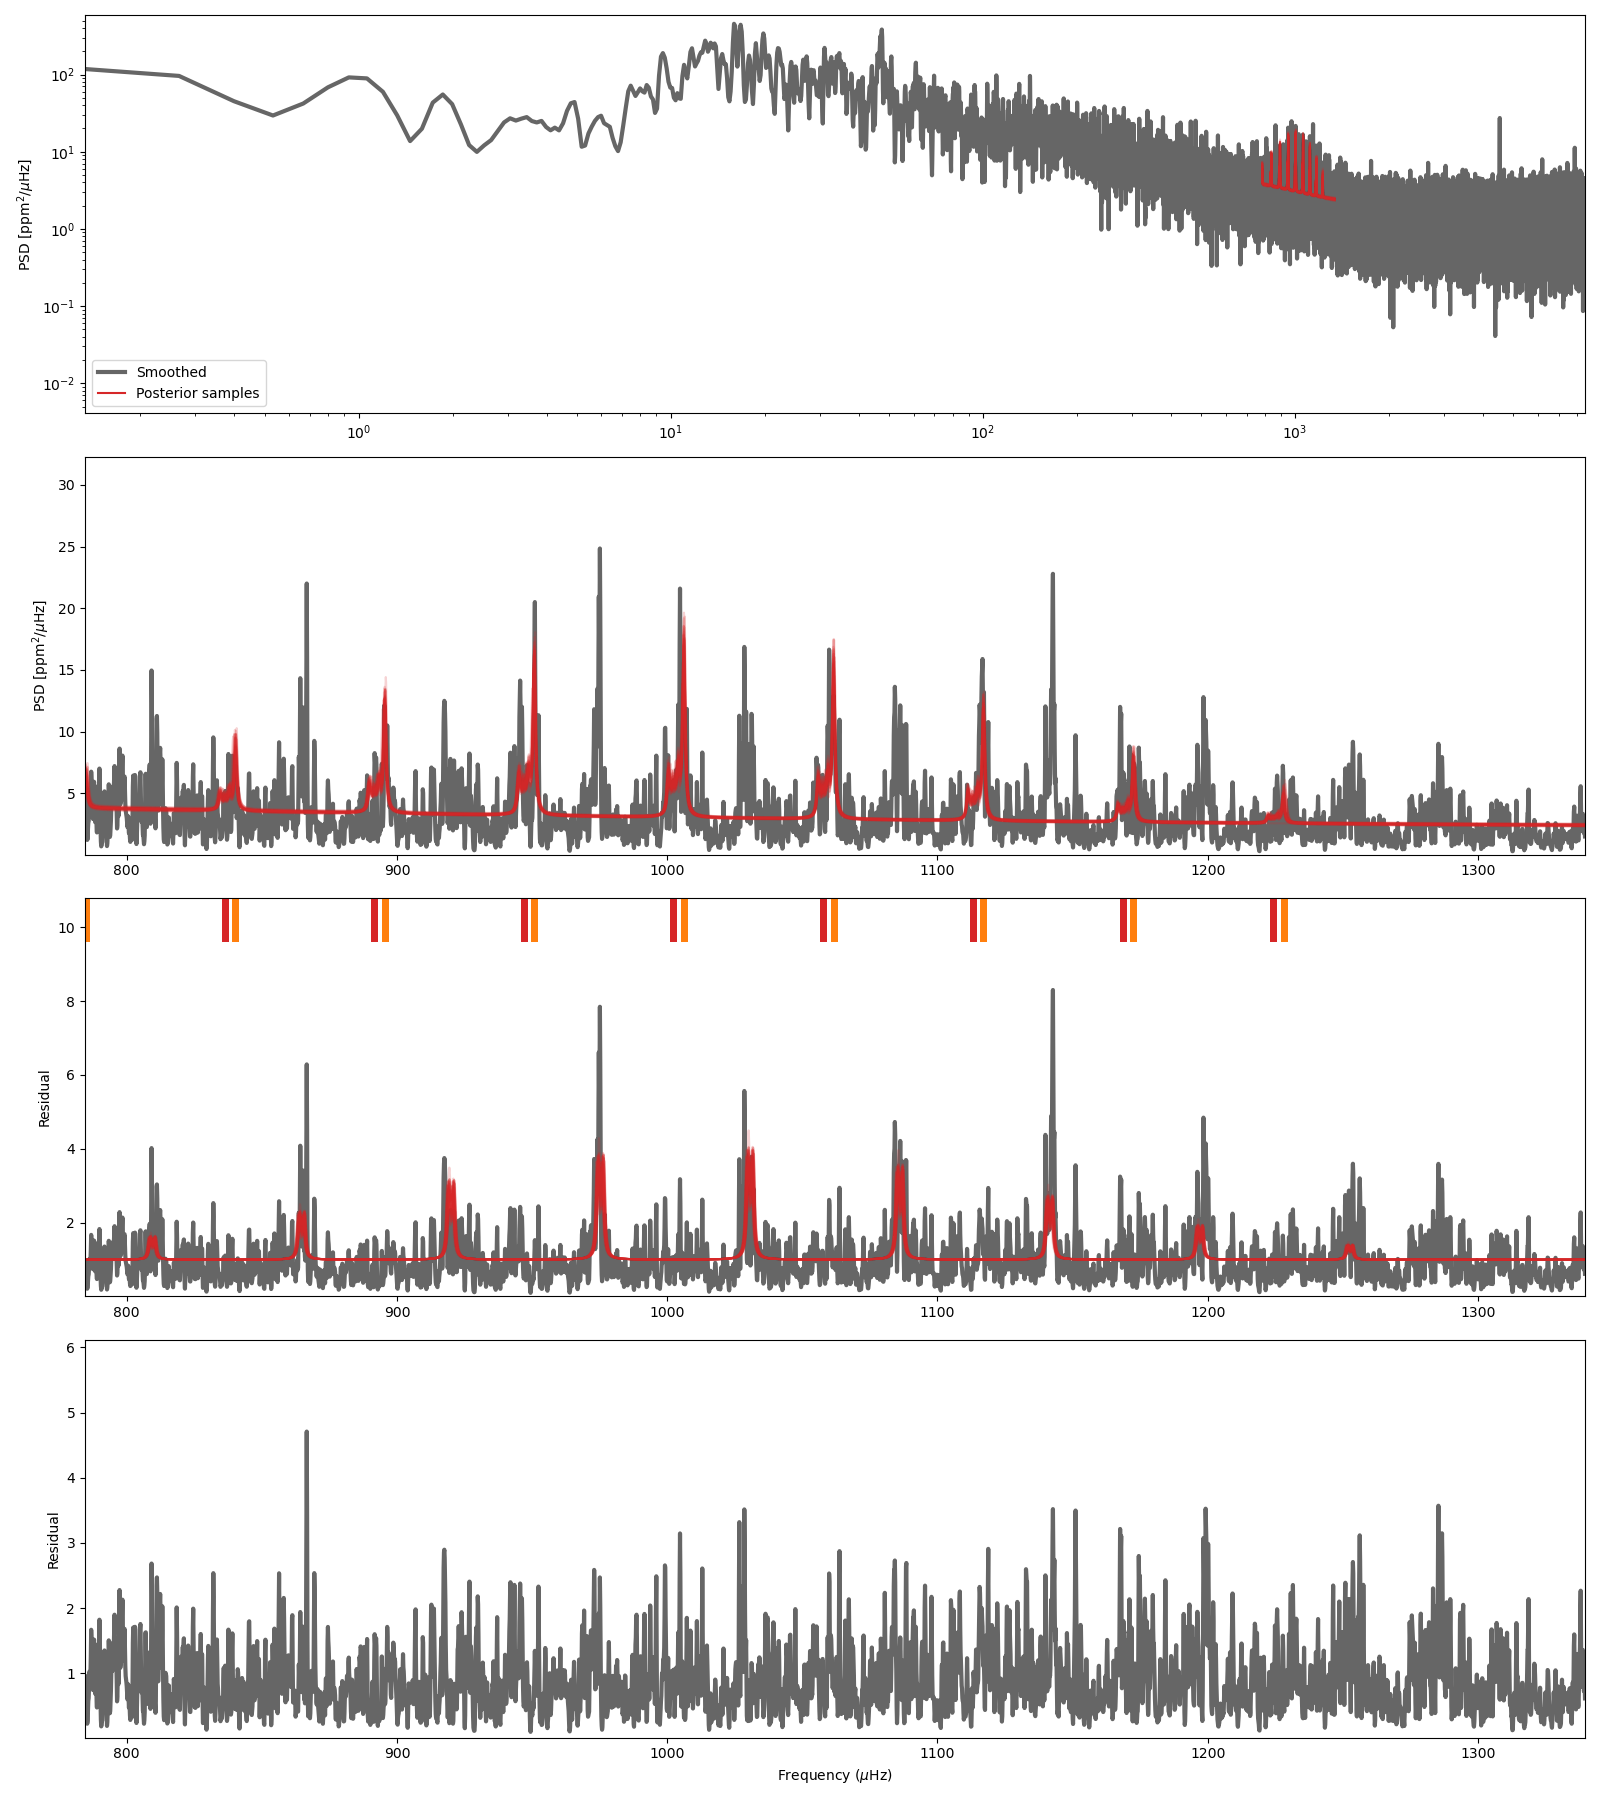 PSD [ppm²/μHz]
10²
10¹
10⁰
10⁻¹
10⁻²
Smoothed
Posterior samples
10⁰ 10¹ 10² 10³
PSD [ppm²/μHz]
30
25
20
15
10
5
800 900 1000 1100 1200 1300
Residual
10
8
6
4
2
800 900 1000 1100 1200 1300
Residual
6
5
4
3
2
1
800 900 1000 1100 1200 1300
Frequency (μHz)